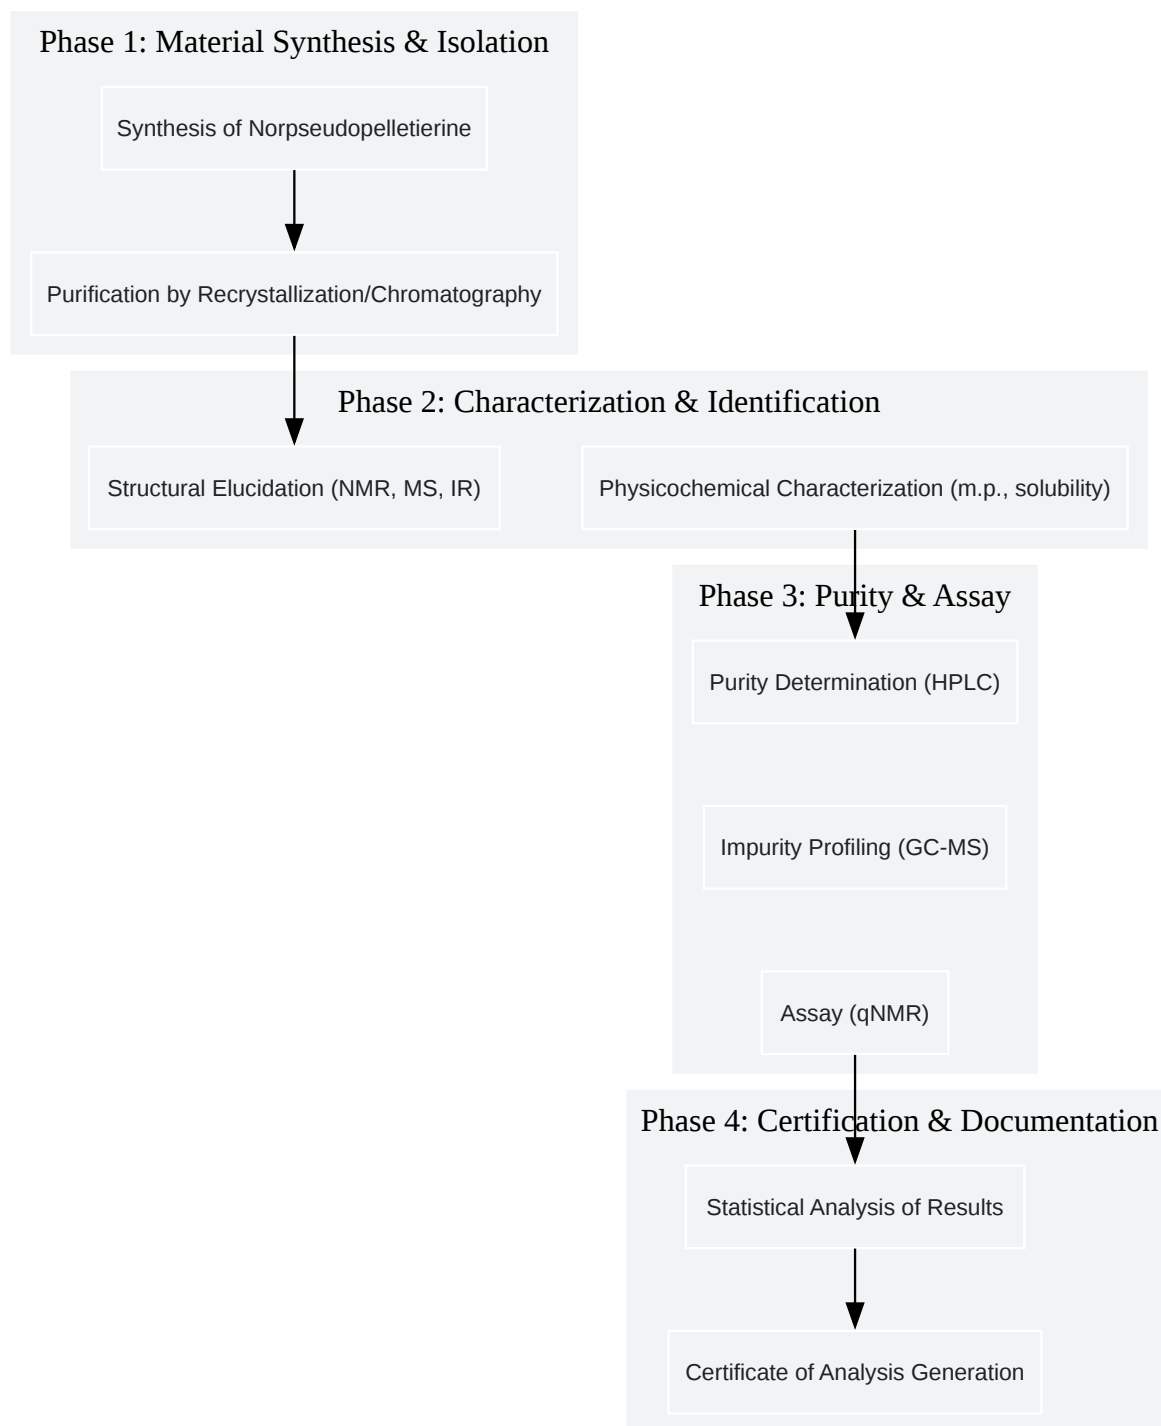 Phase 1: Material Synthesis & Isolation
Synthesis of Norpseudopelletierine
Purification by Recrystallization/Chromatography
Phase 2: Characterization & Identification
Structural Elucidation (NMR, MS, IR)
Physicochemical Characterization (m.p., solubility)
Phase 3: Purity & Assay
Purity Determination (HPLC)
Impurity Profiling (GC-MS)
Assay (qNMR)
Phase 4: Certification & Documentation
Statistical Analysis of Results
Certificate of Analysis Generation